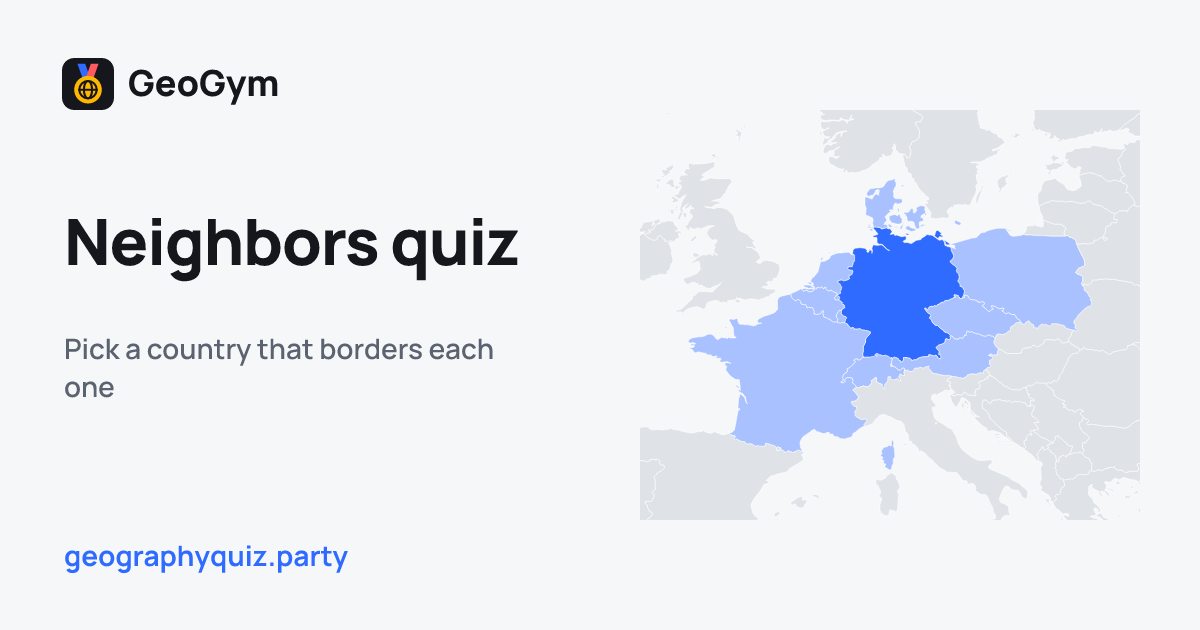 GeoGym
Neighbors quiz
Pick a country that borders each
one
geographyquiz.party